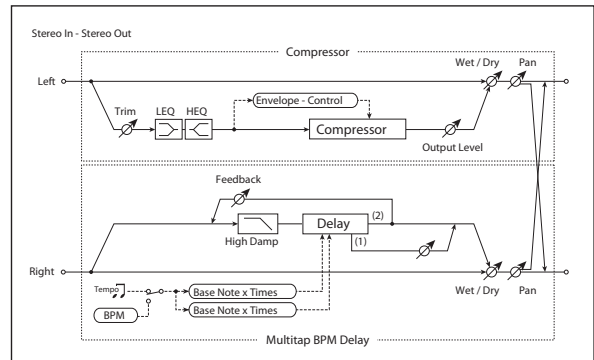 Stereo In - Stereo Out
Compressor
Wet / Dry
Pan
Left
Trim
LEQ
HEQ
Envelope - Control
Compressor
Output Level
Feedback
High Damp
Delay
(2)
(1)
Right
Tempo
BPM
Base Note x Times
Base Note x Times
Wet / Dry
Pan
Multitap BPM Delay